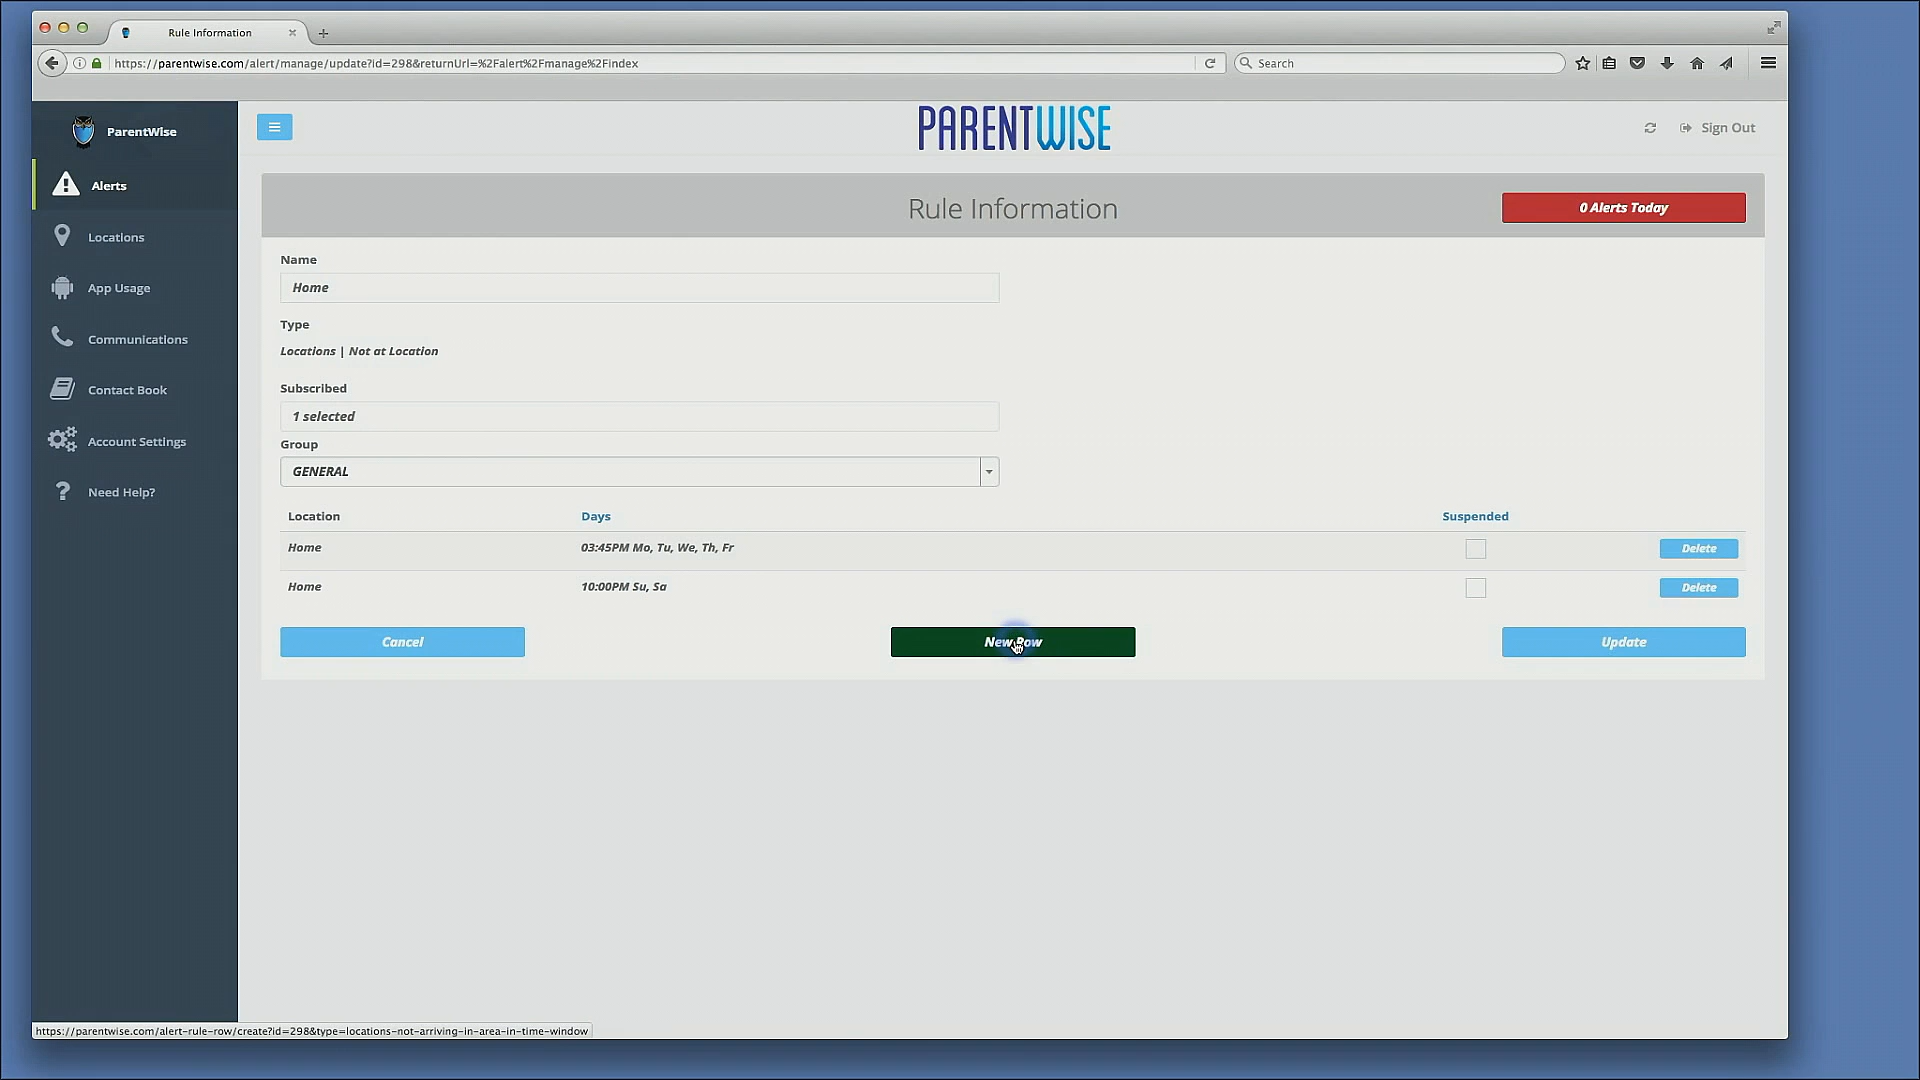 Rule Information
https://parentwise.com/alert/manage/update?id=298&returnUrl=%2Falert%2Fmanage%2Findex
Search
ParentWise
PARENTWISE
Sign Out
Alerts
Locations
App Usage
Communications
Contact Book
Account Settings
Need Help?
Rule Information
0 Alerts Today
Name
Home
Type
Locations | Not at Location
Subscribed
1 selected
Group
GENERAL
Location Days Suspended
Home 03:45PM Mo, Tu, We, Th, Fr Delete
Home 10:00PM Su, Sa Delete
Cancel New Row Update
https://parentwise.com/alert-rule-row/create?id=298&type=locations-not-arriving-in-area-in-time-window